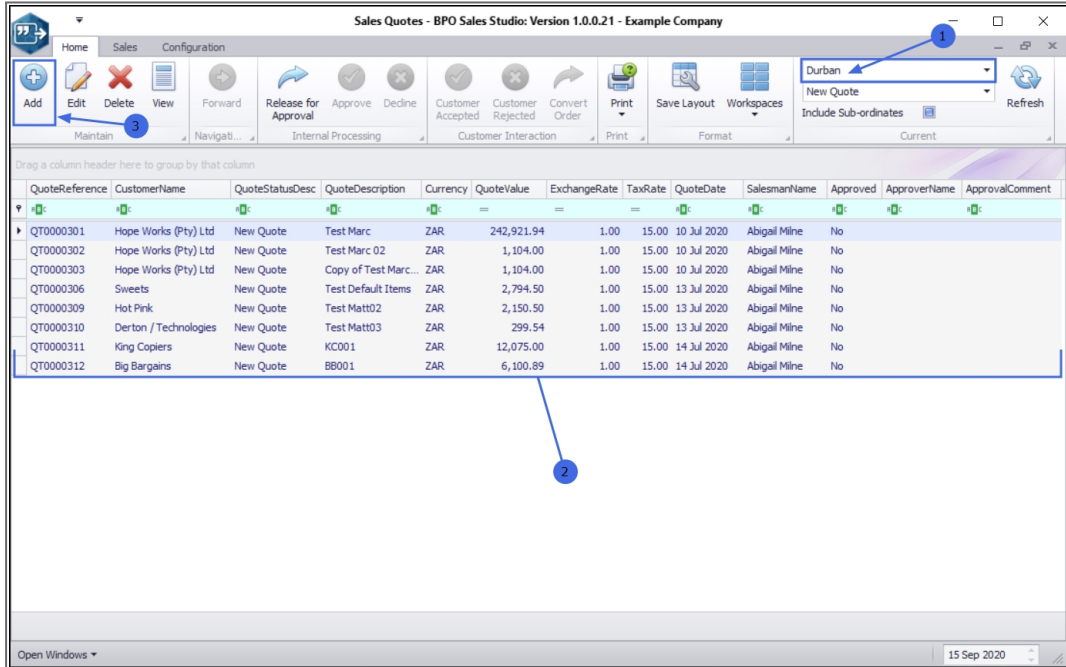 Sales Quotes - BPO Sales Studio: Version 1.0.0.21 - Example Company
1
Home Sales Configuration
Add Edit Delete View Forward Release for Approval Approve Decline Customer Accepted Customer Rejected Convert Order Print Save Layout Workspaces
Durban
New Quote
Include Sub-ordinates
Refresh
3
Maintain Navigati... Internal Processing Customer Interaction Print Format Current
Drag a column header here to group by that column
QuoteReference CustomerName QuoteStatusDesc QuoteDescription Currency QuoteValue ExchangeRate TaxRate QuoteDate SalesmanName Approved ApproverName ApprovalComment
QT0000301 Hope Works (Pty) Ltd New Quote Test Marc ZAR 242,921.94 1.00 15.00 10 Jul 2020 Abigail Milne No
QT0000302 Hope Works (Pty) Ltd New Quote Test Marc 02 ZAR 1,104.00 1.00 15.00 10 Jul 2020 Abigail Milne No
QT0000303 Hope Works (Pty) Ltd New Quote Copy of Test Marc... ZAR 1,104.00 1.00 15.00 10 Jul 2020 Abigail Milne No
QT0000306 Sweets New Quote Test Default Items ZAR 2,794.50 1.00 15.00 13 Jul 2020 Abigail Milne No
QT0000309 Hot Pink New Quote Test Matt02 ZAR 2,150.50 1.00 15.00 13 Jul 2020 Abigail Milne No
QT0000310 Derton / Technologies New Quote Test Matt03 ZAR 299.54 1.00 15.00 13 Jul 2020 Abigail Milne No
QT0000311 King Copiers New Quote KC001 ZAR 12,075.00 1.00 15.00 14 Jul 2020 Abigail Milne No
QT0000312 Big Bargains New Quote BB001 ZAR 6,100.89 1.00 15.00 14 Jul 2020 Abigail Milne No
2
Open Windows 15 Sep 2020